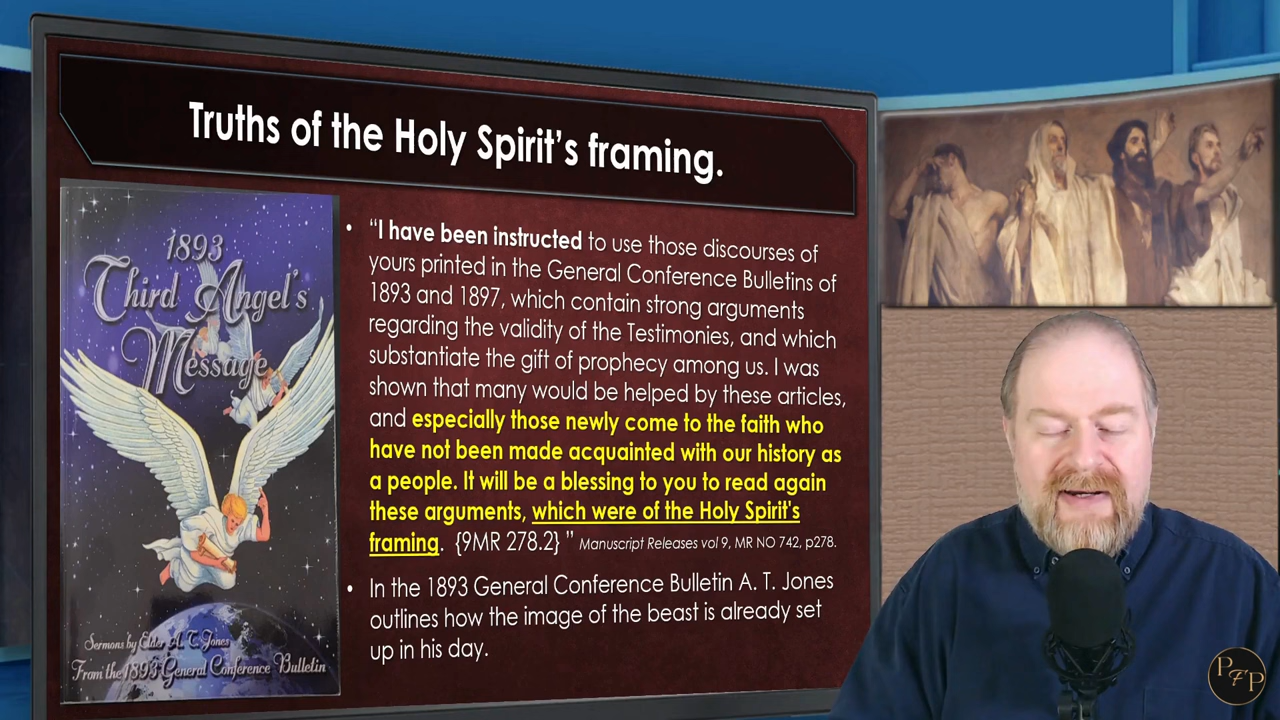 Truths of the Holy Spirit's framing.
1893
Third Angel's
Message
Sermons by Elder A. T. Jones
From the 1893 General Conference Bulletin
• “I have been instructed to use those discourses of
yours printed in the General Conference Bulletins of
1893 and 1897, which contain strong arguments
regarding the validity of the Testimonies, and which
substantiate the gift of prophecy among us. I was
shown that many would be helped by these articles,
and especially those newly come to the faith who
have not been made acquainted with our history as
a people. It will be a blessing to you to read again
these arguments, which were of the Holy Spirit's
framing. {9MR 278.2} ” Manuscript Releases vol 9, MR NO 742, p278.
• In the 1893 General Conference Bulletin A. T. Jones
outlines how the image of the beast is already set
up in his day.
PFP